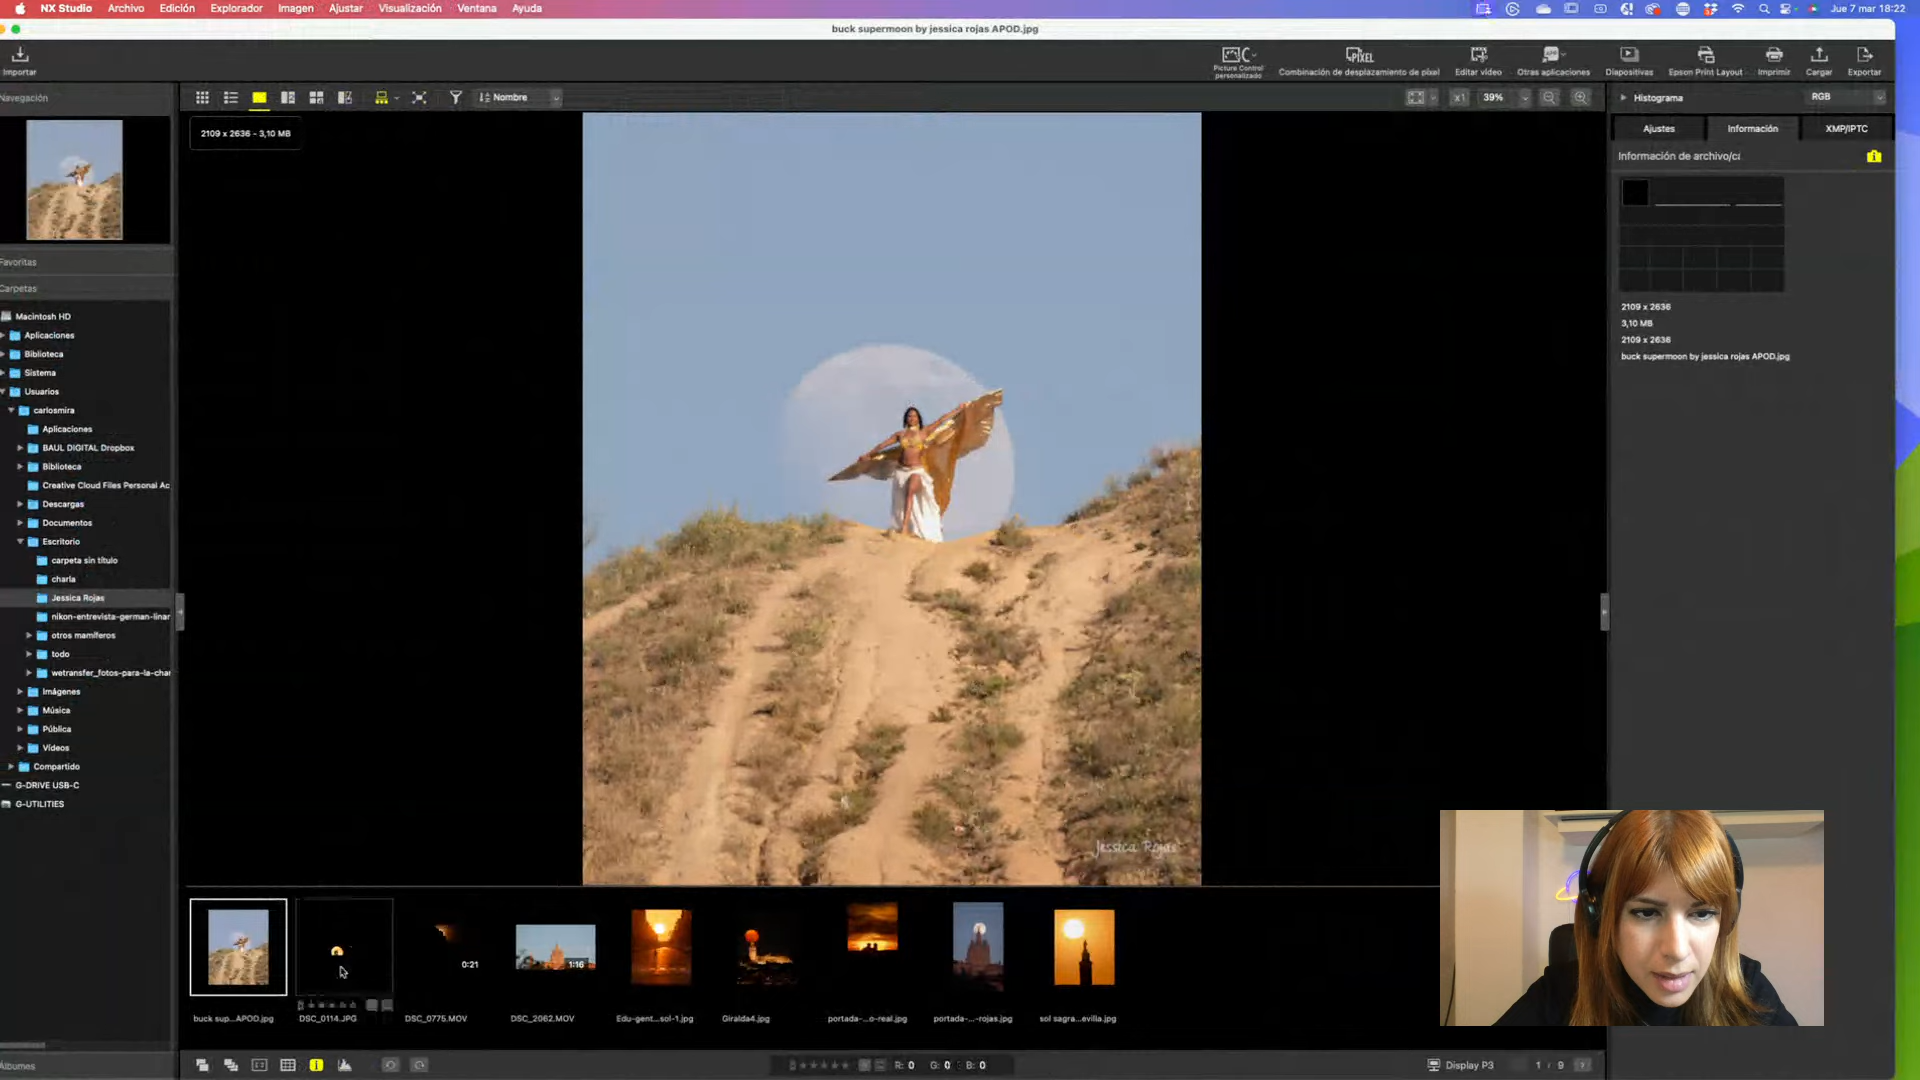 NX Studio Archivo Edición Explorador Imagen Ajustar Visualización Ventana Ayuda
Jue 7 mar 18:22
buck supermoon by jessica rojas APOD.jpg
Importar
Picture Control personalizado
Combinación de desplazamiento de píxel
Editar vídeo
Otras aplicaciones
Diapositivas
Epson Print Layout
Imprimir
Cargar
Exportar
Navegación
Nombre
x1
39%
Histograma
RGB
2109 x 2636 - 3,10 MB
Ajustes
Información
XMP/IPTC
Información de archivo/c
2109 x 2636
3,10 MB
2109 x 2636
buck supermoon by jessica rojas APOD.jpg
Favoritas
Carpetas
Macintosh HD
Aplicaciones
Biblioteca
Sistema
Usuarios
carlosmira
Aplicaciones
BAUL DIGITAL Dropbox
Biblioteca
Creative Cloud Files Personal Ac
Descargas
Documentos
Escritorio
carpeta sin título
charla
Jessica Rojas
nikon-entrevista-german-linar
otros mamíferos
todo
wetransfer_fotos-para-la-char
Imágenes
Música
Pública
Vídeos
Compartido
G-DRIVE USB-C
G-UTILITIES
Jessica Rojas
0:21
1:16
buck sup...APOD.jpg
DSC_0114.JPG
DSC_0775.MOV
DSC_2062.MOV
Edu-gent...sol-1.jpg
Giralda4.jpg
portada-...o-real.jpg
portada-...-rojas.jpg
sol sagra...evilla.jpg
Álbumes
R: 0 G: 0 B: 0
Display P3
1 / 9